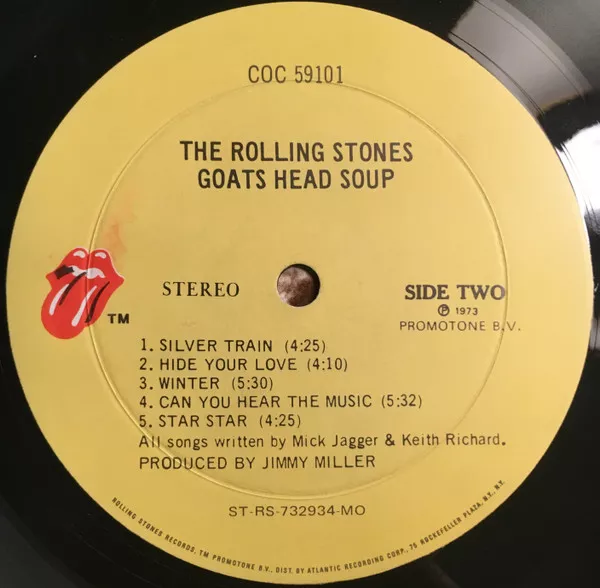 COC 59101
THE ROLLING STONES
GOATS HEAD SOUP
STEREO
SIDE TWO
℗ 1973
PROMOTONE B.V.
TM
1. SILVER TRAIN (4:25)
2. HIDE YOUR LOVE (4:10)
3. WINTER (5:30)
4. CAN YOU HEAR THE MUSIC (5:32)
5. STAR STAR (4:25)
All songs written by Mick Jagger & Keith Richard.
PRODUCED BY JIMMY MILLER
ST-RS-732934-MO
ROLLING STONES RECORDS, TM PROMOTONE B.V., DIST. BY ATLANTIC RECORDING CORP., 75 ROCKEFELLER PLAZA, N.Y., N.Y.